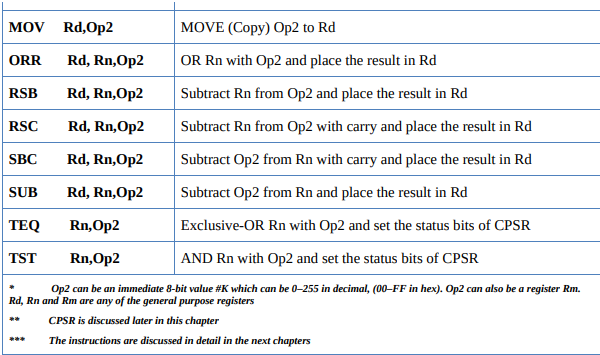 MOV Rd,Op2 MOVE (Copy) Op2 to Rd
ORR Rd, Rn,Op2 OR Rn with Op2 and place the result in Rd
RSB Rd, Rn,Op2 Subtract Rn from Op2 and place the result in Rd
RSC Rd, Rn,Op2 Subtract Rn from Op2 with carry and place the result in Rd
SBC Rd, Rn,Op2 Subtract Op2 from Rn with carry and place the result in Rd
SUB Rd, Rn,Op2 Subtract Op2 from Rn and place the result in Rd
TEQ Rn,Op2 Exclusive-OR Rn with Op2 and set the status bits of CPSR
TST Rn,Op2 AND Rn with Op2 and set the status bits of CPSR
* Op2 can be an immediate 8-bit value #K which can be 0–255 in decimal, (00–FF in hex). Op2 can also be a register Rm.
Rd, Rn and Rm are any of the general purpose registers
** CPSR is discussed later in this chapter
*** The instructions are discussed in detail in the next chapters